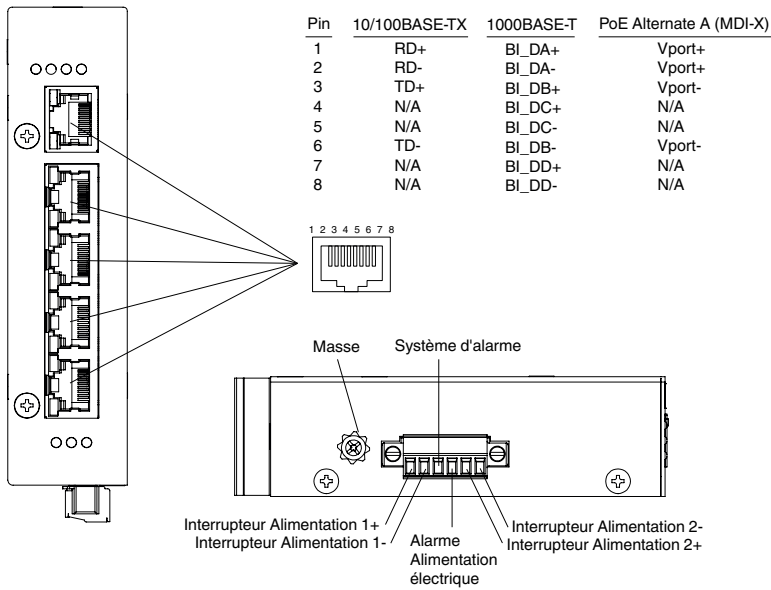 Pin 10/100BASE-TX 1000BASE-T PoE Alternate A (MDI-X)
1 RD+ BI_DA+ Vport+
2 RD- BI_DA- Vport+
3 TD+ BI_DB+ Vport-
4 N/A BI_DC+ N/A
5 N/A BI_DC- N/A
6 TD- BI_DB- Vport-
7 N/A BI_DD+ N/A
8 N/A BI_DD- N/A
1 2 3 4 5 6 7 8
Masse Système d'alarme
Interrupteur Alimentation 1+
Interrupteur Alimentation 1-
Alarme
Alimentation
électrique
Interrupteur Alimentation 2-
Interrupteur Alimentation 2+